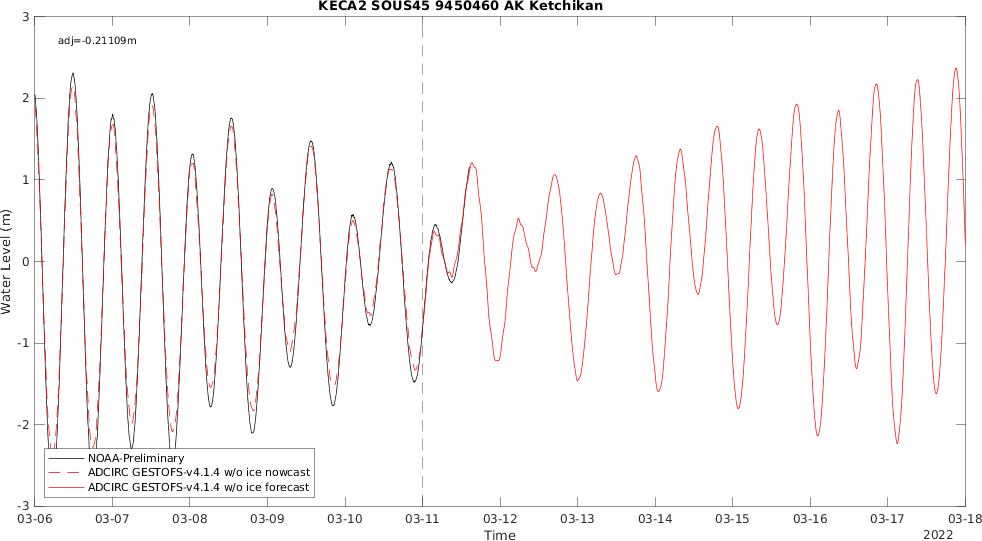 KECA2 SOUS45 9450460 AK Ketchikan
adj=-0.21109m
3
2
1
0
-1
-2
-3
Water Level (m)
NOAA-Preliminary
ADCIRC GESTOFS-v4.1.4 w/o ice nowcast
ADCIRC GESTOFS-v4.1.4 w/o ice forecast
03-06 03-07 03-08 03-09 03-10 03-11 03-12 03-13 03-14 03-15 03-16 03-17 03-18
Time
2022